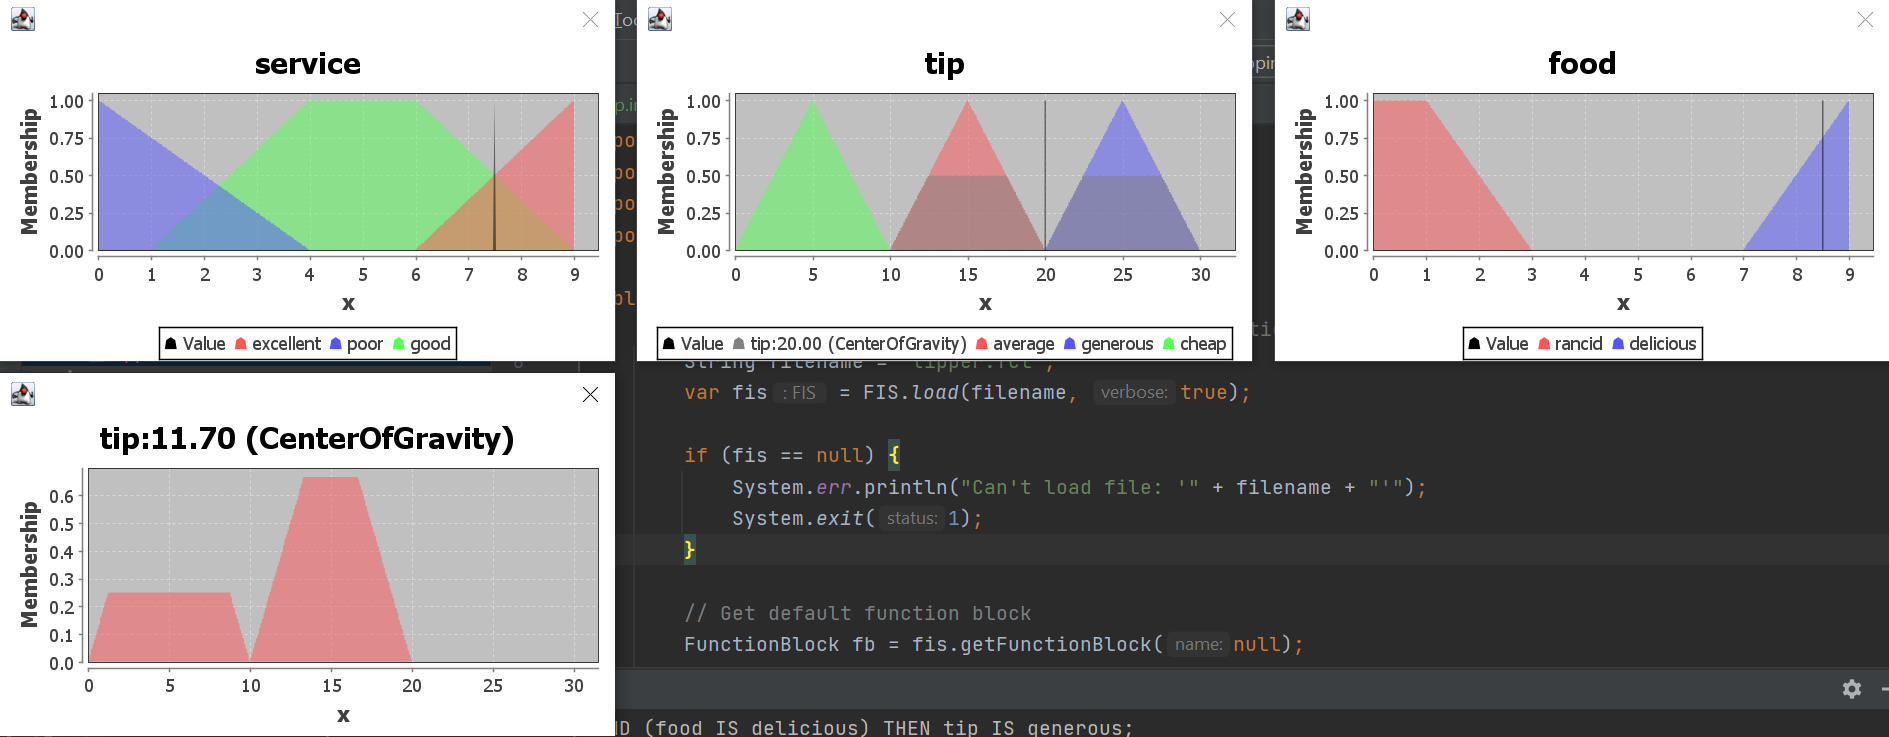 service
Membership
1.00
0.75
0.50
0.25
0.00
0 1 2 3 4 5 6 7 8 9
x
Value excellent poor good
tip
Membership
1.00
0.75
0.50
0.25
0.00
0 5 10 15 20 25 30
x
Value tip:20.00 (CenterOfGravity) average generous cheap
food
Membership
1.00
0.75
0.50
0.25
0.00
0 1 2 3 4 5 6 7 8 9
x
Value rancid delicious
tip:11.70 (CenterOfGravity)
Membership
0.6
0.5
0.4
0.3
0.2
0.1
0.0
0 5 10 15 20 25 30
x
var fis : FIS = FIS.load(filename, verbose: true);
if (fis == null) {
System.err.println("Can't load file: '" + filename + "'");
System.exit( status: 1);
}
// Get default function block
FunctionBlock fb = fis.getFunctionBlock( name: null);
(food IS delicious) THEN tip IS generous;